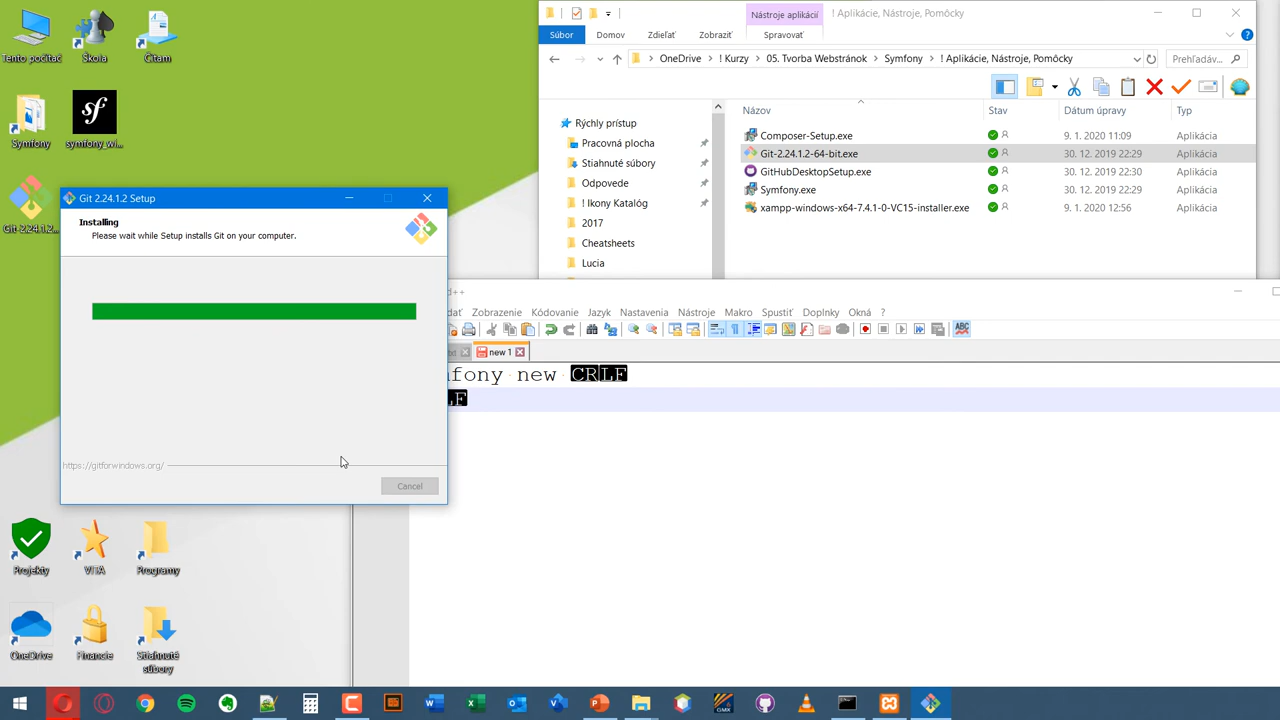 Tento počítač
Škola
Čítam
Symfony
symfony_wi...
Git-2.24.1.2...
Projekty
VITA
Programy
OneDrive
Financie
Stiahnuté súbory
Nástroje aplikácií
! Aplikácie, Nástroje, Pomôcky
Súbor
Domov
Zdieľať
Zobraziť
Spravovať
OneDrive
! Kurzy
05. Tvorba Webstránok
Symfony
! Aplikácie, Nástroje, Pomôcky
Prehľadáv...
Názov
Stav
Dátum úpravy
Typ
Rýchly prístup
Pracovná plocha
Stiahnuté súbory
Odpovede
! Ikony Katalóg
2017
Cheatsheets
Lucia
Composer-Setup.exe
9. 1. 2020 11:09
Aplikácia
Git-2.24.1.2-64-bit.exe
30. 12. 2019 22:29
Aplikácia
GitHubDesktopSetup.exe
30. 12. 2019 22:30
Aplikácia
Symfony.exe
30. 12. 2019 22:29
Aplikácia
xampp-windows-x64-7.4.1-0-VC15-installer.exe
9. 1. 2020 12:56
Aplikácia
Git 2.24.1.2 Setup
Installing
Please wait while Setup installs Git on your computer.
https://gitforwindows.org/
Cancel
d++
dať
Zobrazenie
Kódovanie
Jazyk
Nastavenia
Nástroje
Makro
Spustiť
Doplnky
Okná
?
ABC
new 1
nfony new CRLF
LF
GMX